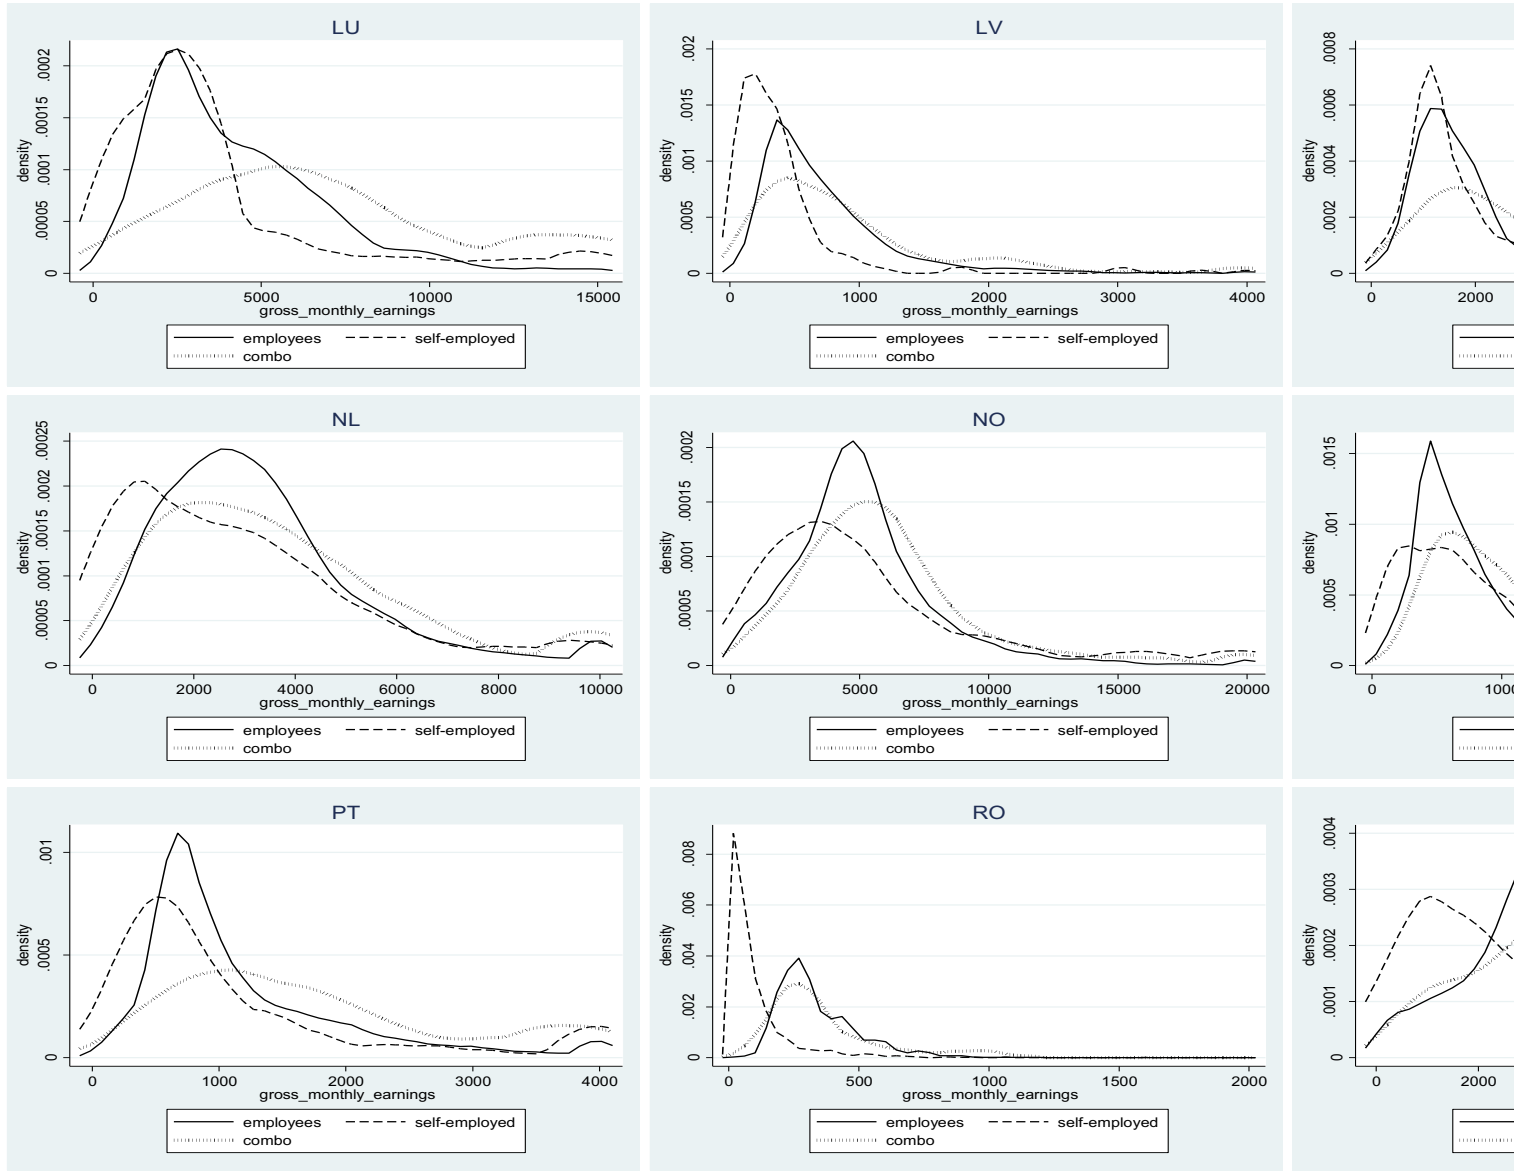 LU
density
0 .00005 .0001 .00015 .0002
0 5000 10000 15000
gross_monthly_earnings
employees self-employed
combo
LV
density
0 .0005 .001 .0015 .002
0 1000 2000 3000 4000
gross_monthly_earnings
employees self-employed
combo
density
0 .0002 .0004 .0006 .0008
0 2000
NL
density
0 .00005 .0001 .00015 .0002 .00025
0 2000 4000 6000 8000 10000
gross_monthly_earnings
employees self-employed
combo
NO
density
0 .00005 .0001 .00015 .0002
0 5000 10000 15000 20000
gross_monthly_earnings
employees self-employed
combo
density
0 .0005 .001 .0015
0
PT
density
0 .0005 .001
0 1000 2000 3000 4000
gross_monthly_earnings
employees self-employed
combo
RO
density
0 .002 .004 .006 .008
0 500 1000 1500 2000
gross_monthly_earnings
employees self-employed
combo
density
0 .0001 .0002 .0003 .0004
0 2000